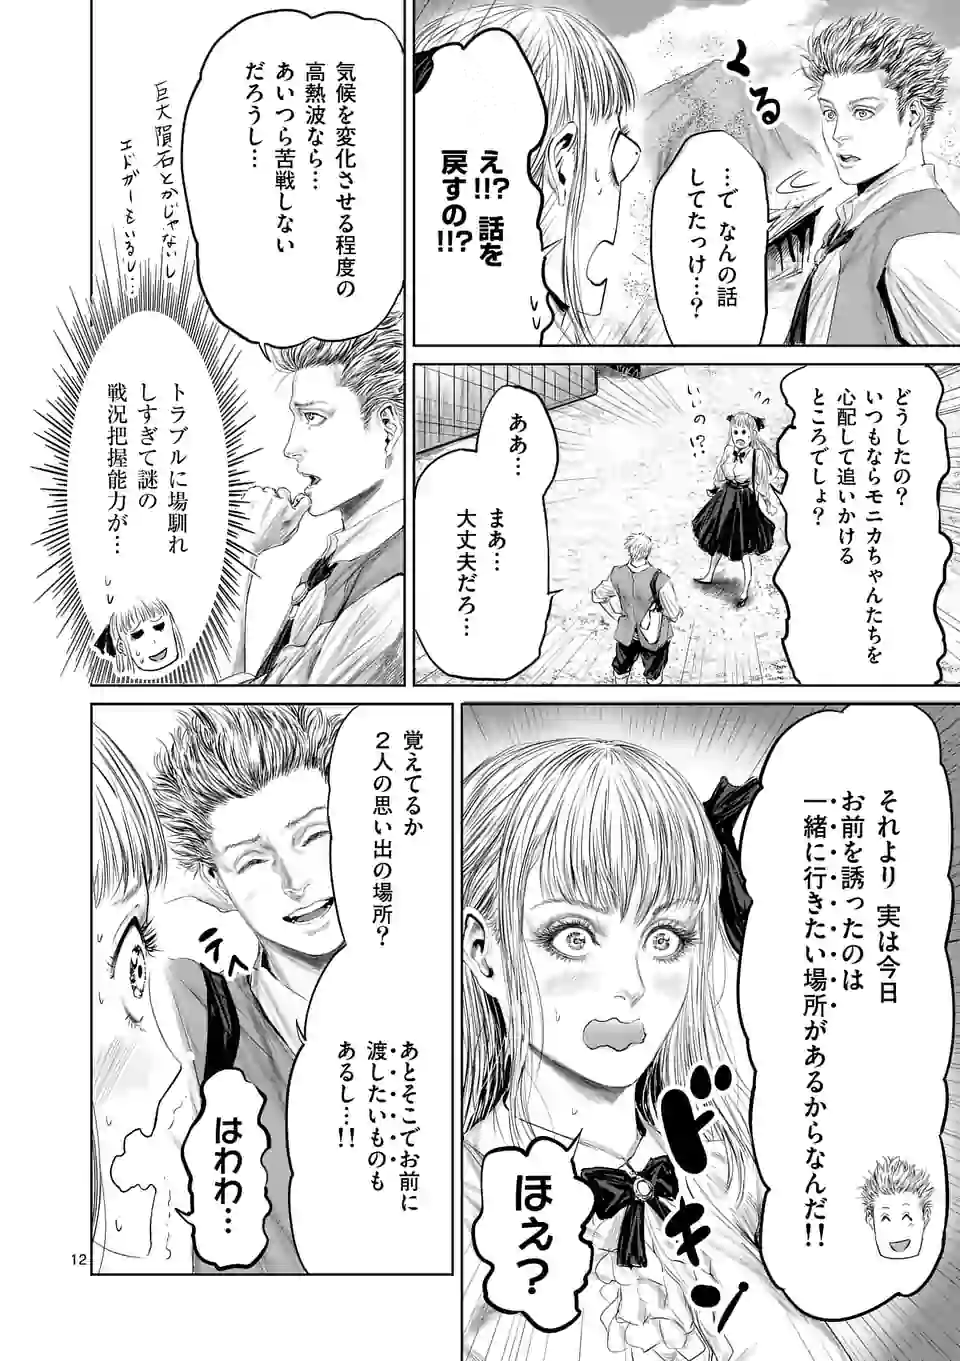 くる
…で なんの話
してたっけ…?
え!!? 話を
戻すの!!?
どうしたの?
いつもならモニカちゃんたちを
心配して追いかける
ところでしょ?
いいの?
ああ…
まあ…
大丈夫だろ…
気候を変化させる程度の
高熱波なら…
あいつら苦戦しない
だろうし…
巨大隕石とかじゃないし
エドガーもいるし…
トラブルに場馴れ
しすぎて謎の
戦況把握能力が…
それより 実は今日
お前を誘ったのは
一緒に行きたい場所があるからなんだ!!
ドン
ほえ?
覚えてるか
2人の思い出の場所?
あとそこでお前に
渡したいものも
あるし…!!
はわわ…
12